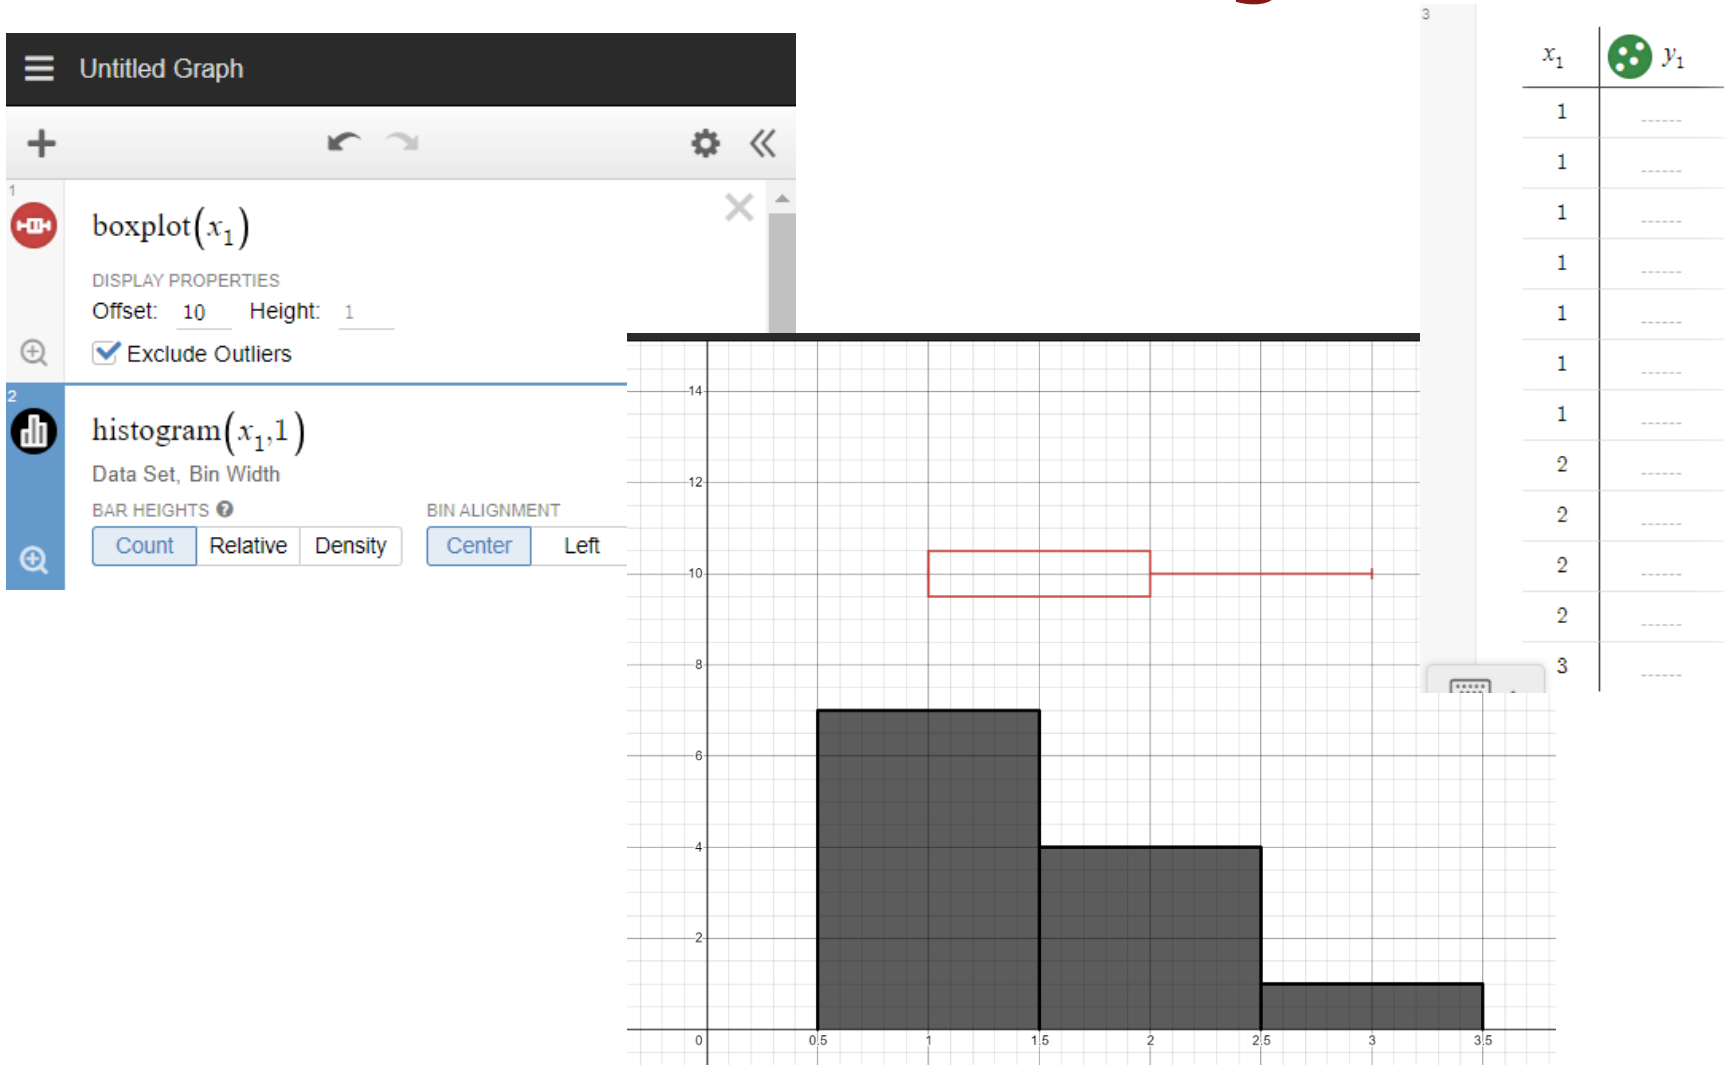 Untitled Graph
1
boxplot(x₁)
DISPLAY PROPERTIES
Offset: 10 Height: 1
Exclude Outliers
2
histogram(x₁,1)
Data Set, Bin Width
BAR HEIGHTS ?
BIN ALIGNMENT
Count Relative Density
Center Left
14
12
10
8
6
4
2
0 0.5 1 1.5 2 2.5 3 3.5
3
x₁ y₁
1
1
1
1
1
1
1
2
2
2
2
3